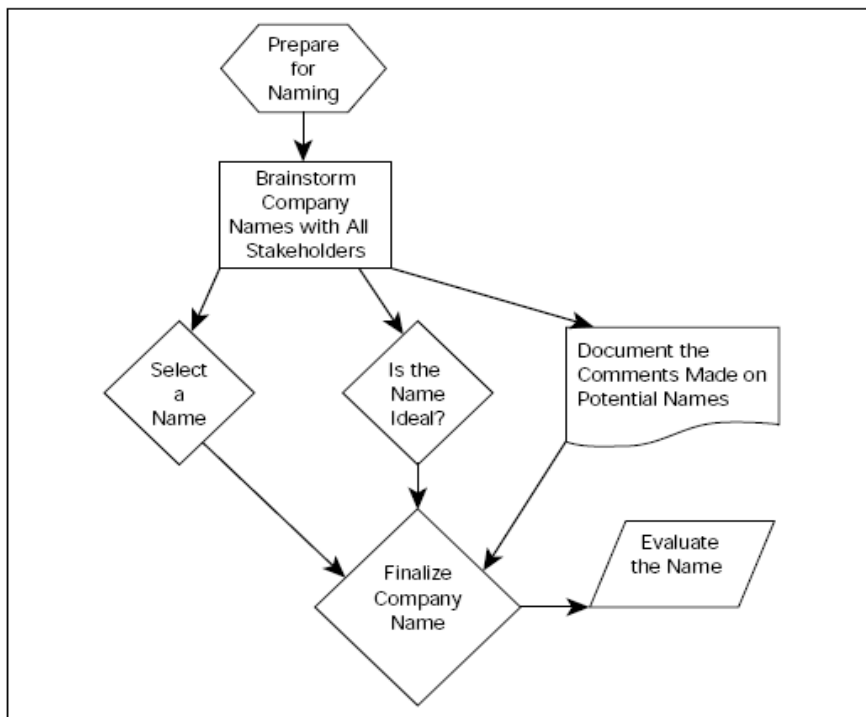 Prepare
for
Naming
Brainstorm
Company
Names with All
Stakeholders
Select
a
Name
Is the
Name
Ideal?
Document the
Comments Made on
Potential Names
Finalize
Company
Name
Evaluate
the Name